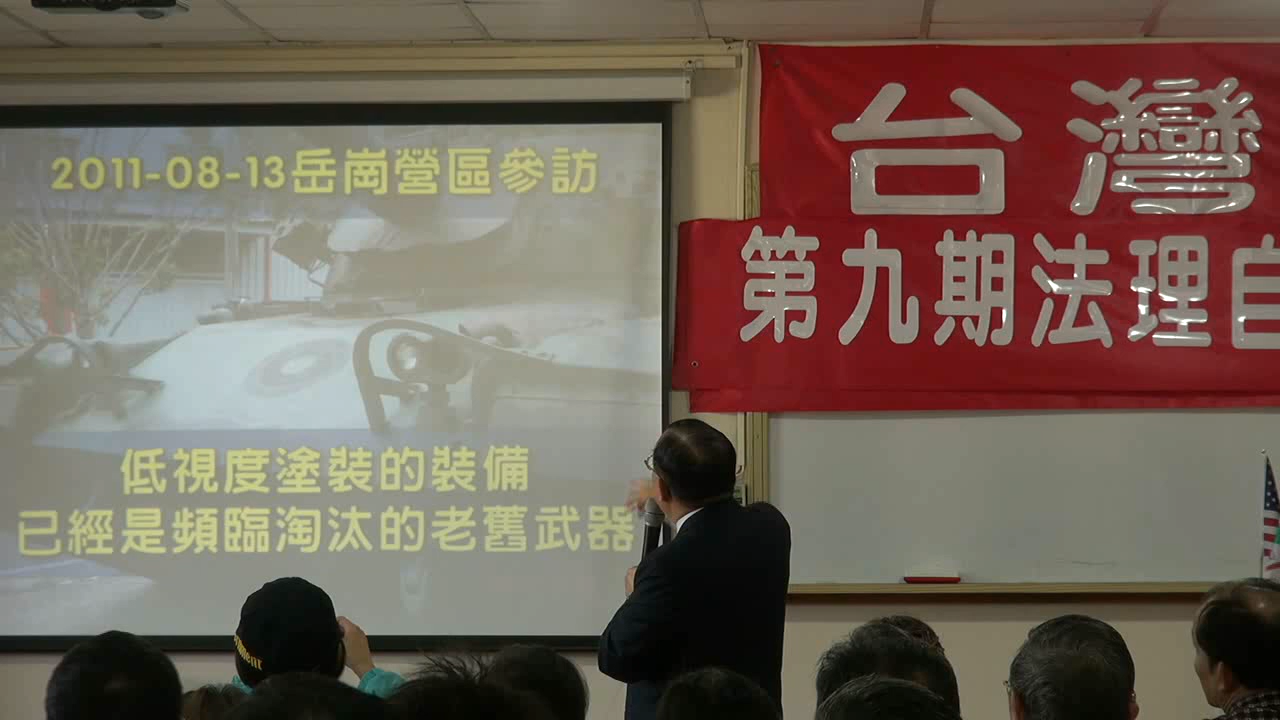 2011-08-13岳崗營區參訪
低視度塗裝的裝備
已經是頻臨淘汰的老舊武器
台灣
第九期法理自